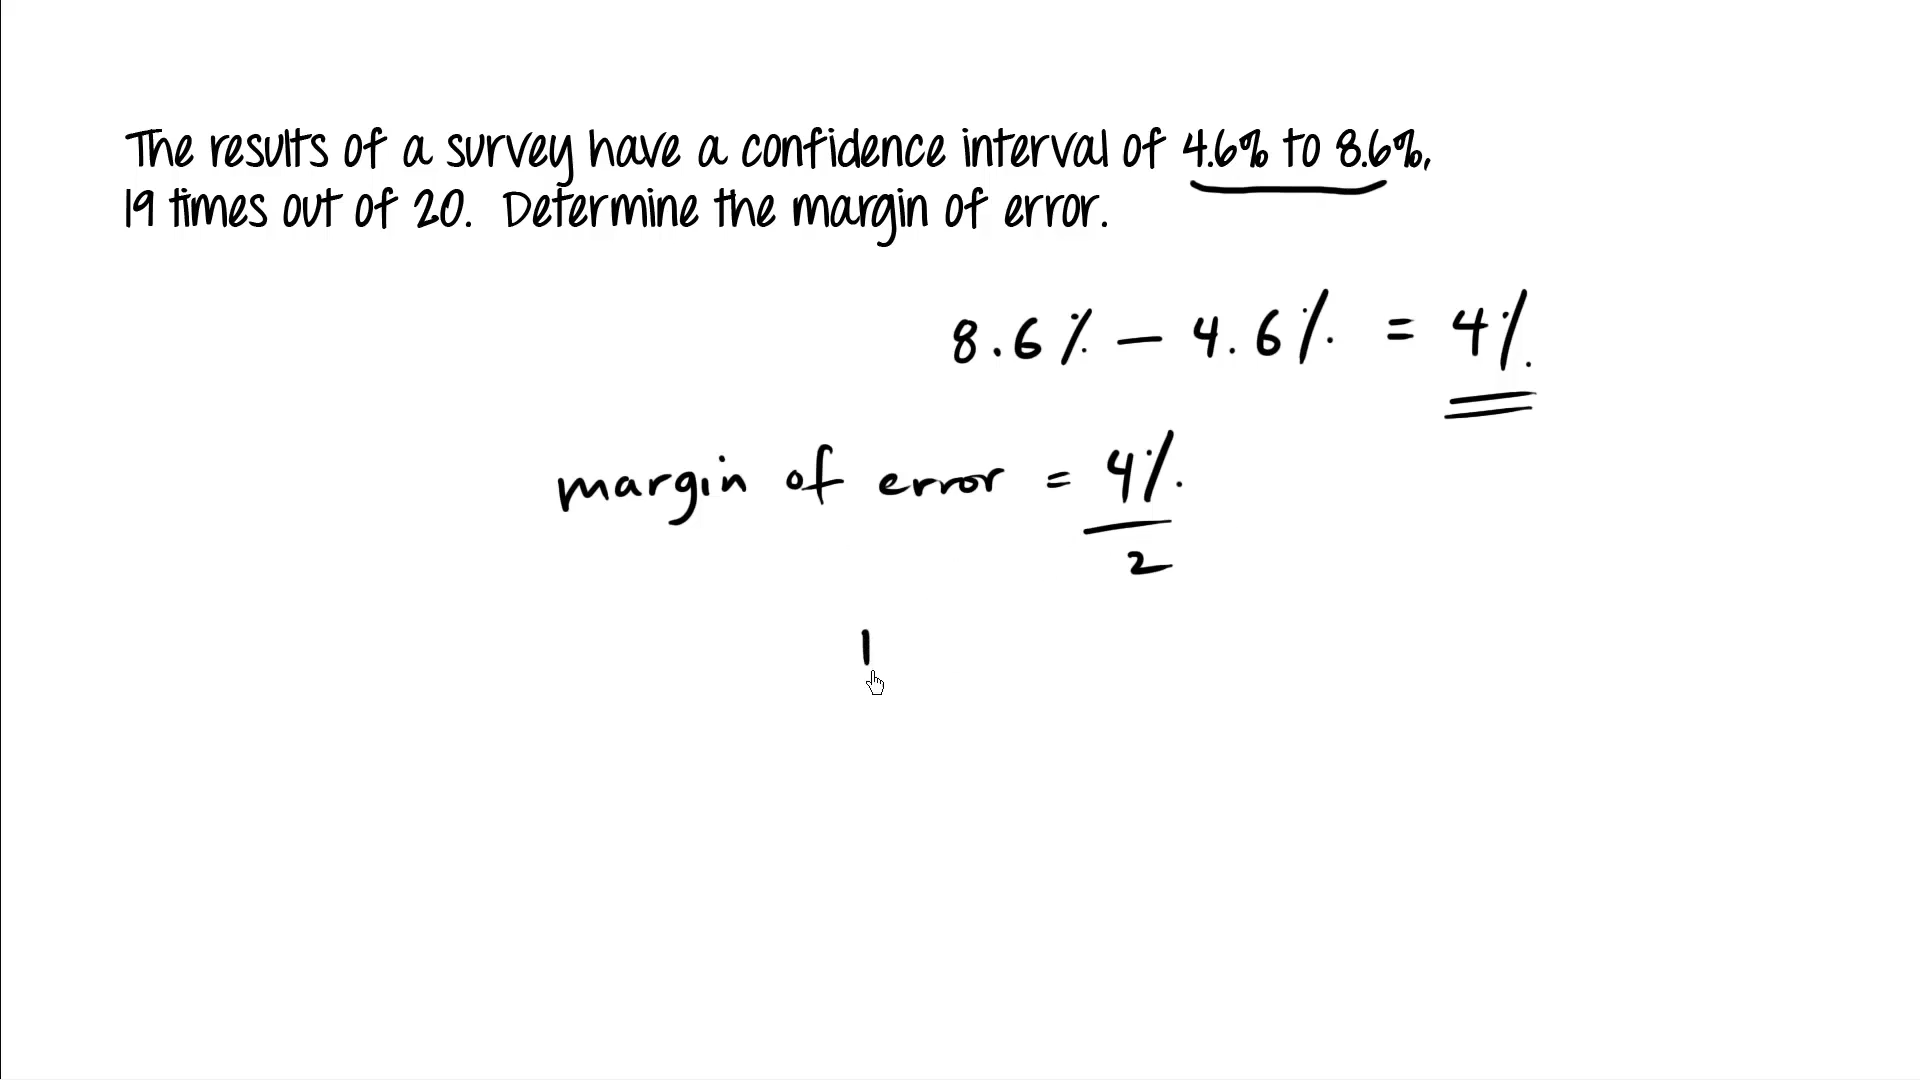 The results of a survey have a confidence interval of 4.6% to 8.6%,
19 times out of 20. Determine the margin of error.
8.6% - 4.6% = 4%
margin of error = 4%
2